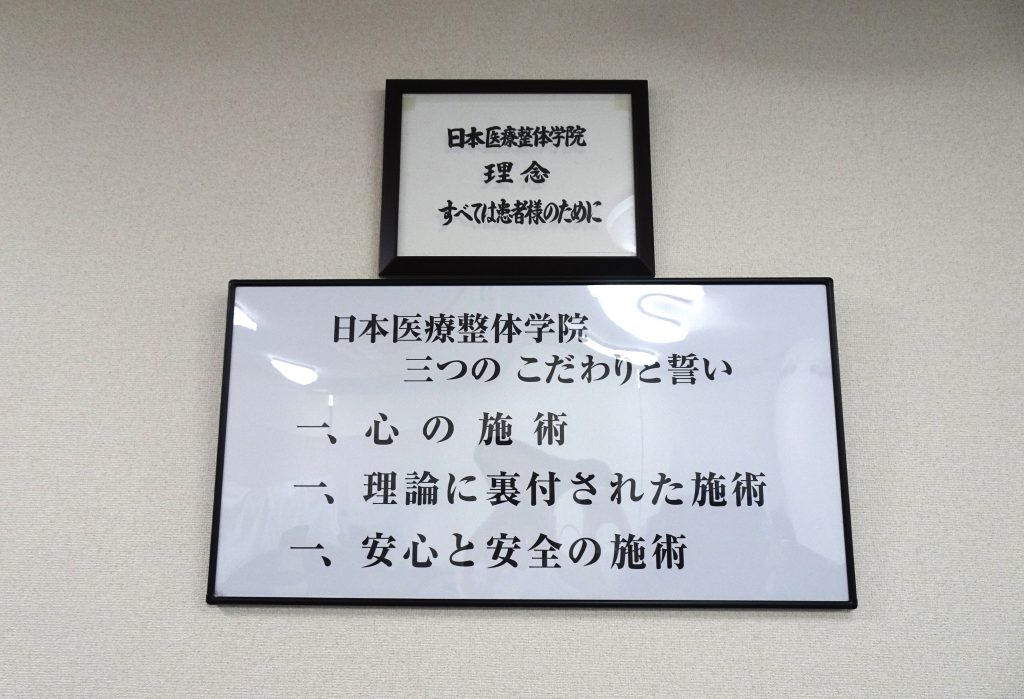 日本医療整体学院
理念
すべては患者様のために
日本医療整体学院
三つの こだわりと誓い
一、心の施術
一、理論に裏付された施術
一、安心と安全の施術